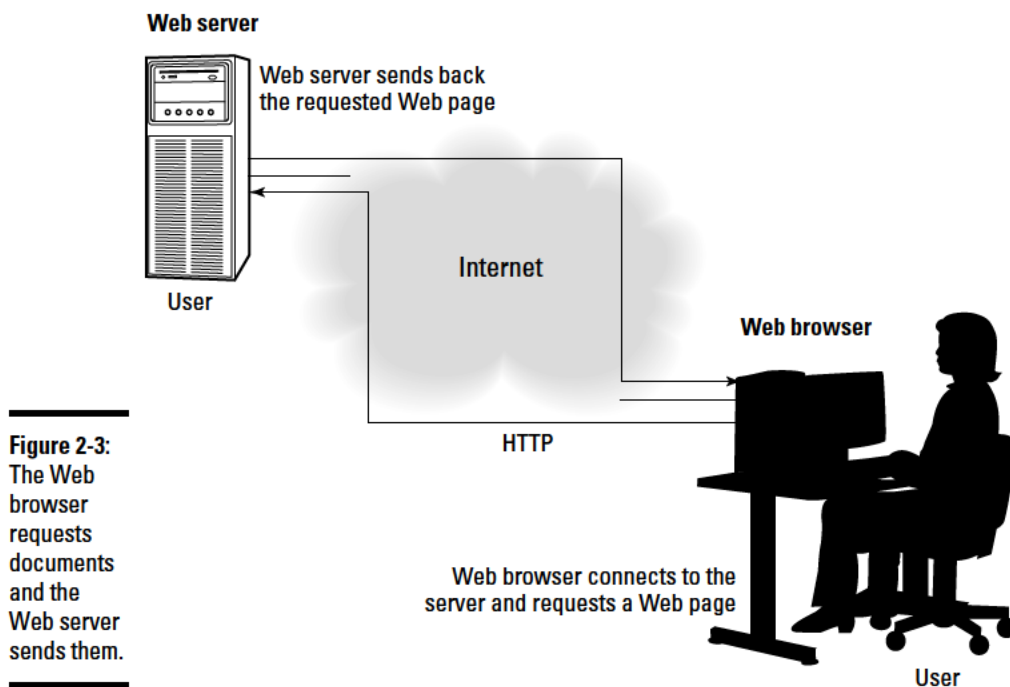 Web server
Web server sends back
the requested Web page
User
Internet
Web browser
HTTP
Web browser connects to the
server and requests a Web page
User
Figure 2-3:
The Web
browser
requests
documents
and the
Web server
sends them.